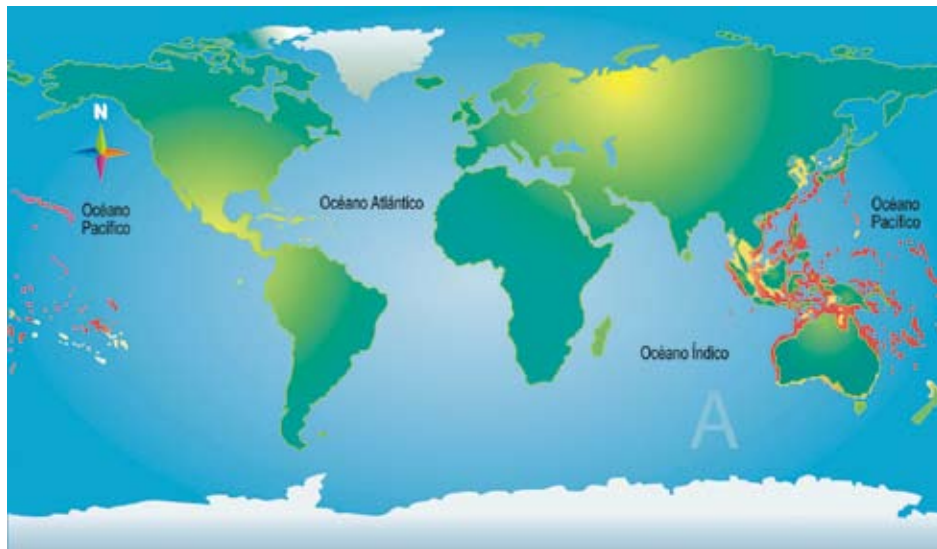 N
Océano
Pacífico
Océano Atlántico
Océano
Pacífico
Océano Índico
A